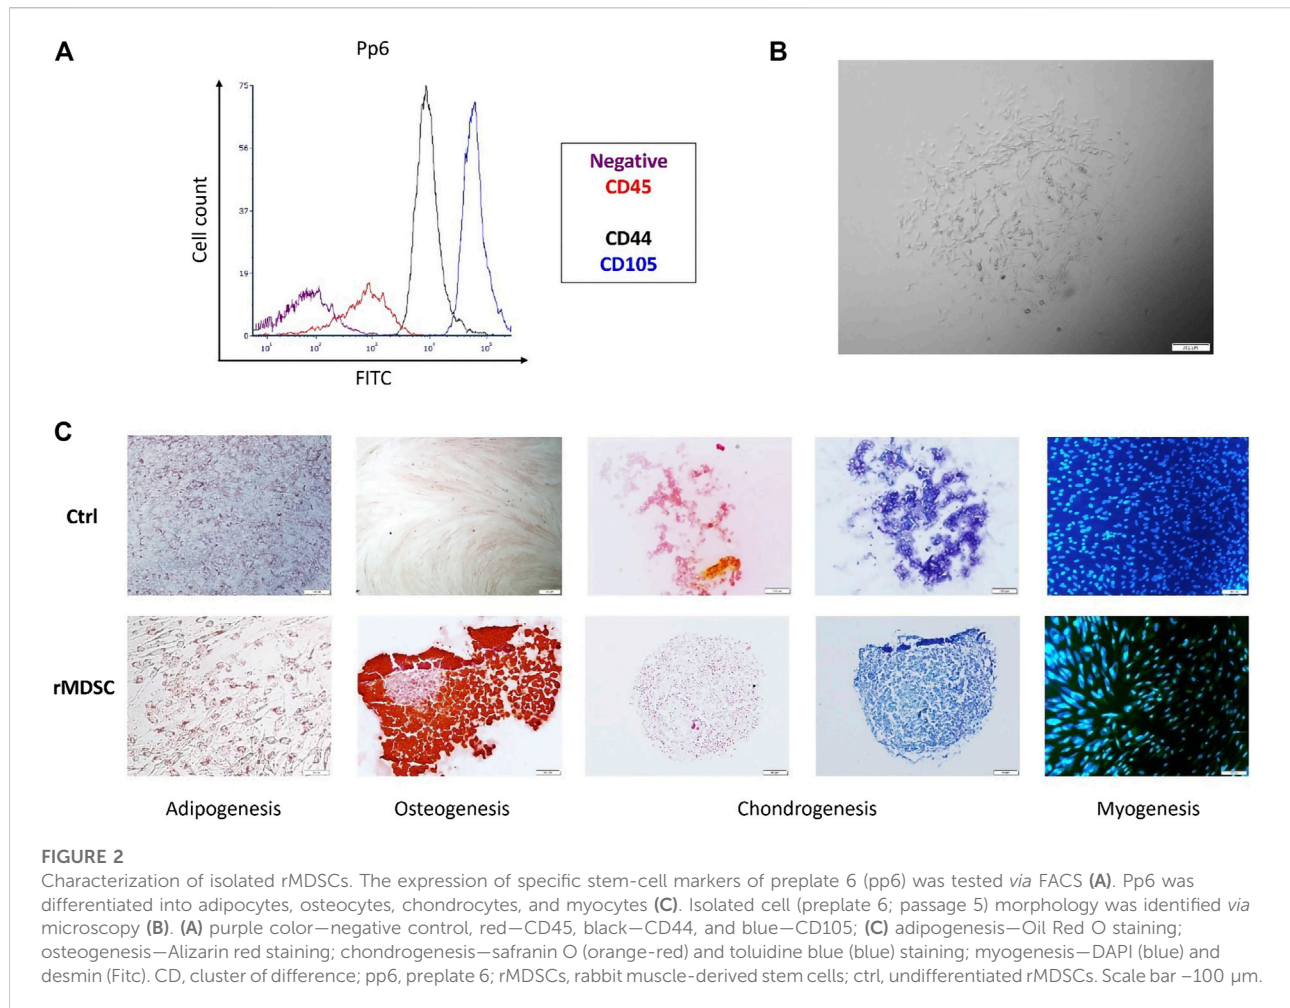 A
Pp6
75
56
37
19
0
10¹ 10² 10³ 10⁴ 10⁵
Cell count
FITC
Negative
CD45
CD44
CD105
B
C
Ctrl
rMDSC
Adipogenesis Osteogenesis Chondrogenesis Myogenesis
FIGURE 2
Characterization of isolated rMDSCs. The expression of specific stem-cell markers of preplate 6 (pp6) was tested via FACS (A). Pp6 was
differentiated into adipocytes, osteocytes, chondrocytes, and myocytes (C). Isolated cell (preplate 6; passage 5) morphology was identified via
microscopy (B). (A) purple color—negative control, red—CD45, black—CD44, and blue—CD105; (C) adipogenesis—Oil Red O staining;
osteogenesis—Alizarin red staining; chondrogenesis—safranin O (orange-red) and toluidine blue (blue) staining; myogenesis—DAPI (blue) and
desmin (Fitc). CD, cluster of difference; pp6, preplate 6; rMDSCs, rabbit muscle-derived stem cells; ctrl, undifferentiated rMDSCs. Scale bar –100 μm.